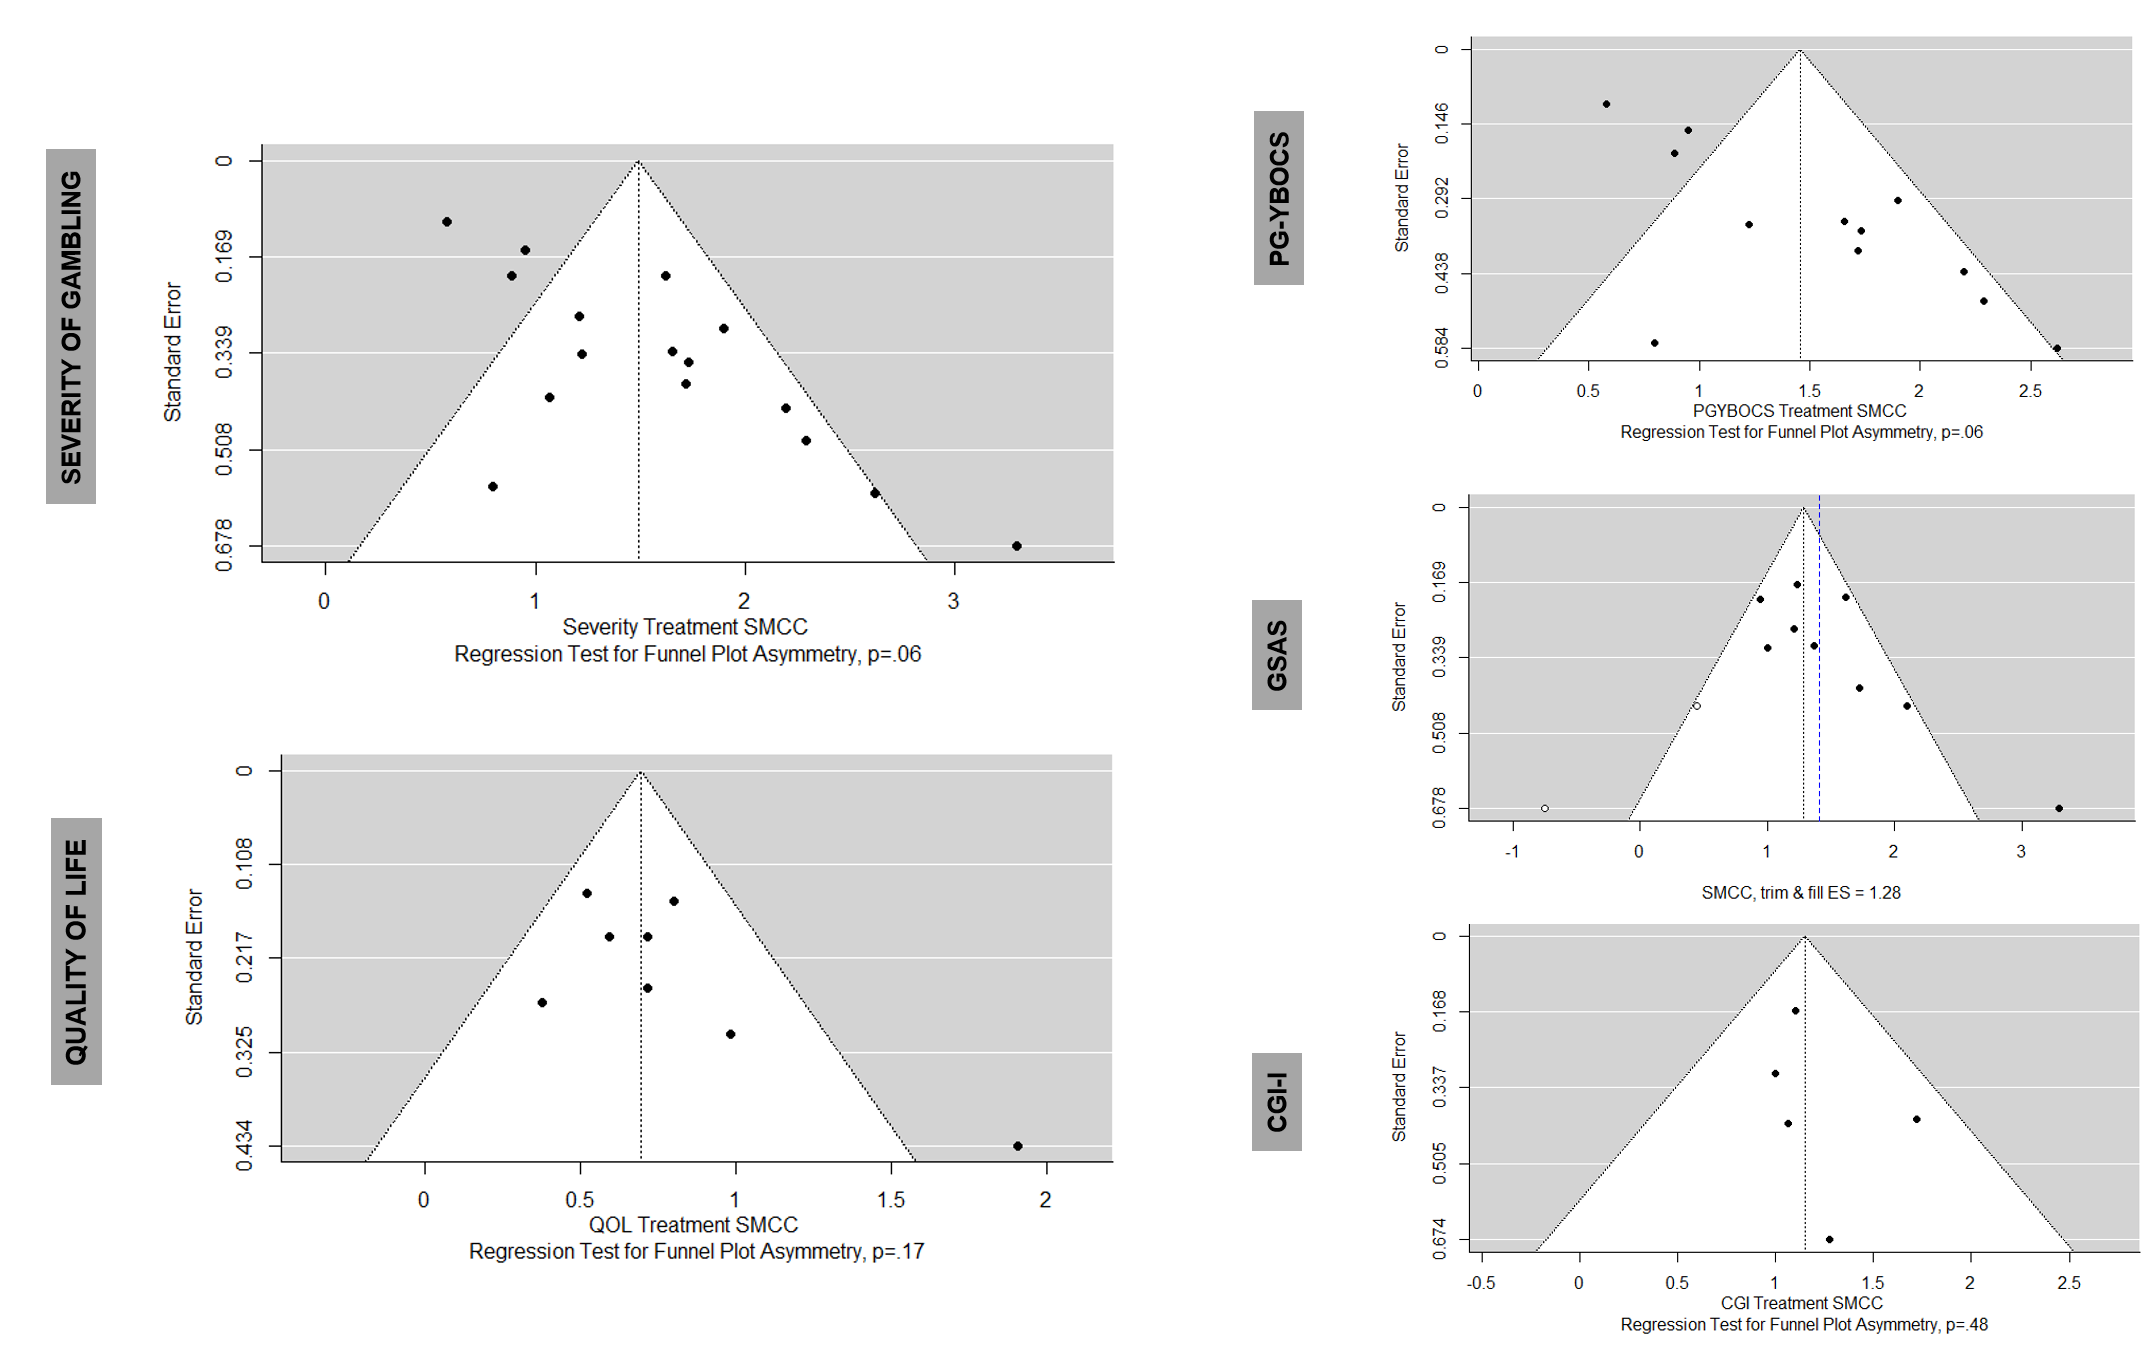 SEVERITY OF GAMBLING
Standard Error
0
0.169
0.339
0.508
0.678
0 1 2 3
Severity Treatment SMCC
Regression Test for Funnel Plot Asymmetry, p=.06
QUALITY OF LIFE
Standard Error
0
0.108
0.217
0.325
0.434
0 0.5 1 1.5 2
QOL Treatment SMCC
Regression Test for Funnel Plot Asymmetry, p=.17
PG-YBOCS
Standard Error
0
0.146
0.292
0.438
0.584
0 0.5 1 1.5 2 2.5
PGYBOCS Treatment SMCC
Regression Test for Funnel Plot Asymmetry, p=.06
GSAS
Standard Error
0
0.169
0.339
0.508
0.678
-1 0 1 2 3
SMCC, trim & fill ES = 1.28
CGI-I
Standard Error
0
0.168
0.337
0.505
0.674
-0.5 0 0.5 1 1.5 2 2.5
CGI Treatment SMCC
Regression Test for Funnel Plot Asymmetry, p=.48